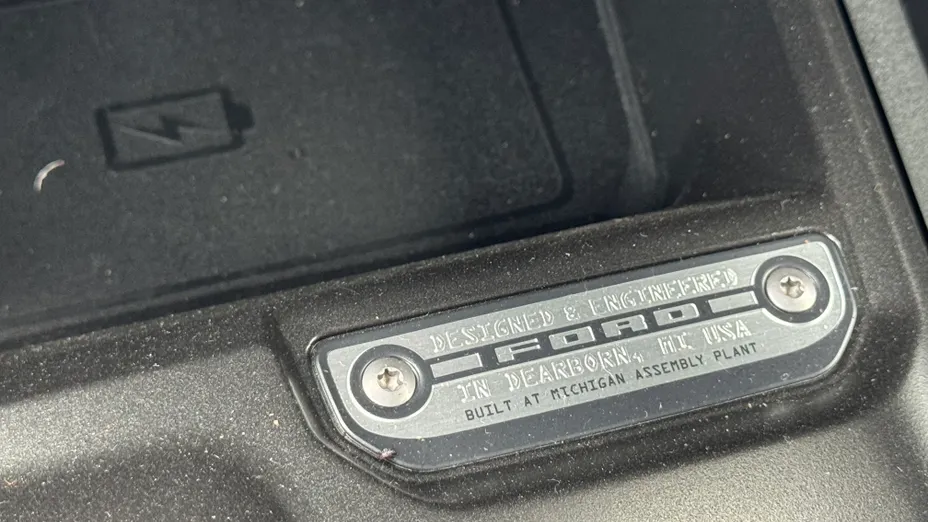 DESIGNED & ENGINEERED
FORD
IN DEARBORN, MI USA
BUILT AT MICHIGAN ASSEMBLY PLANT